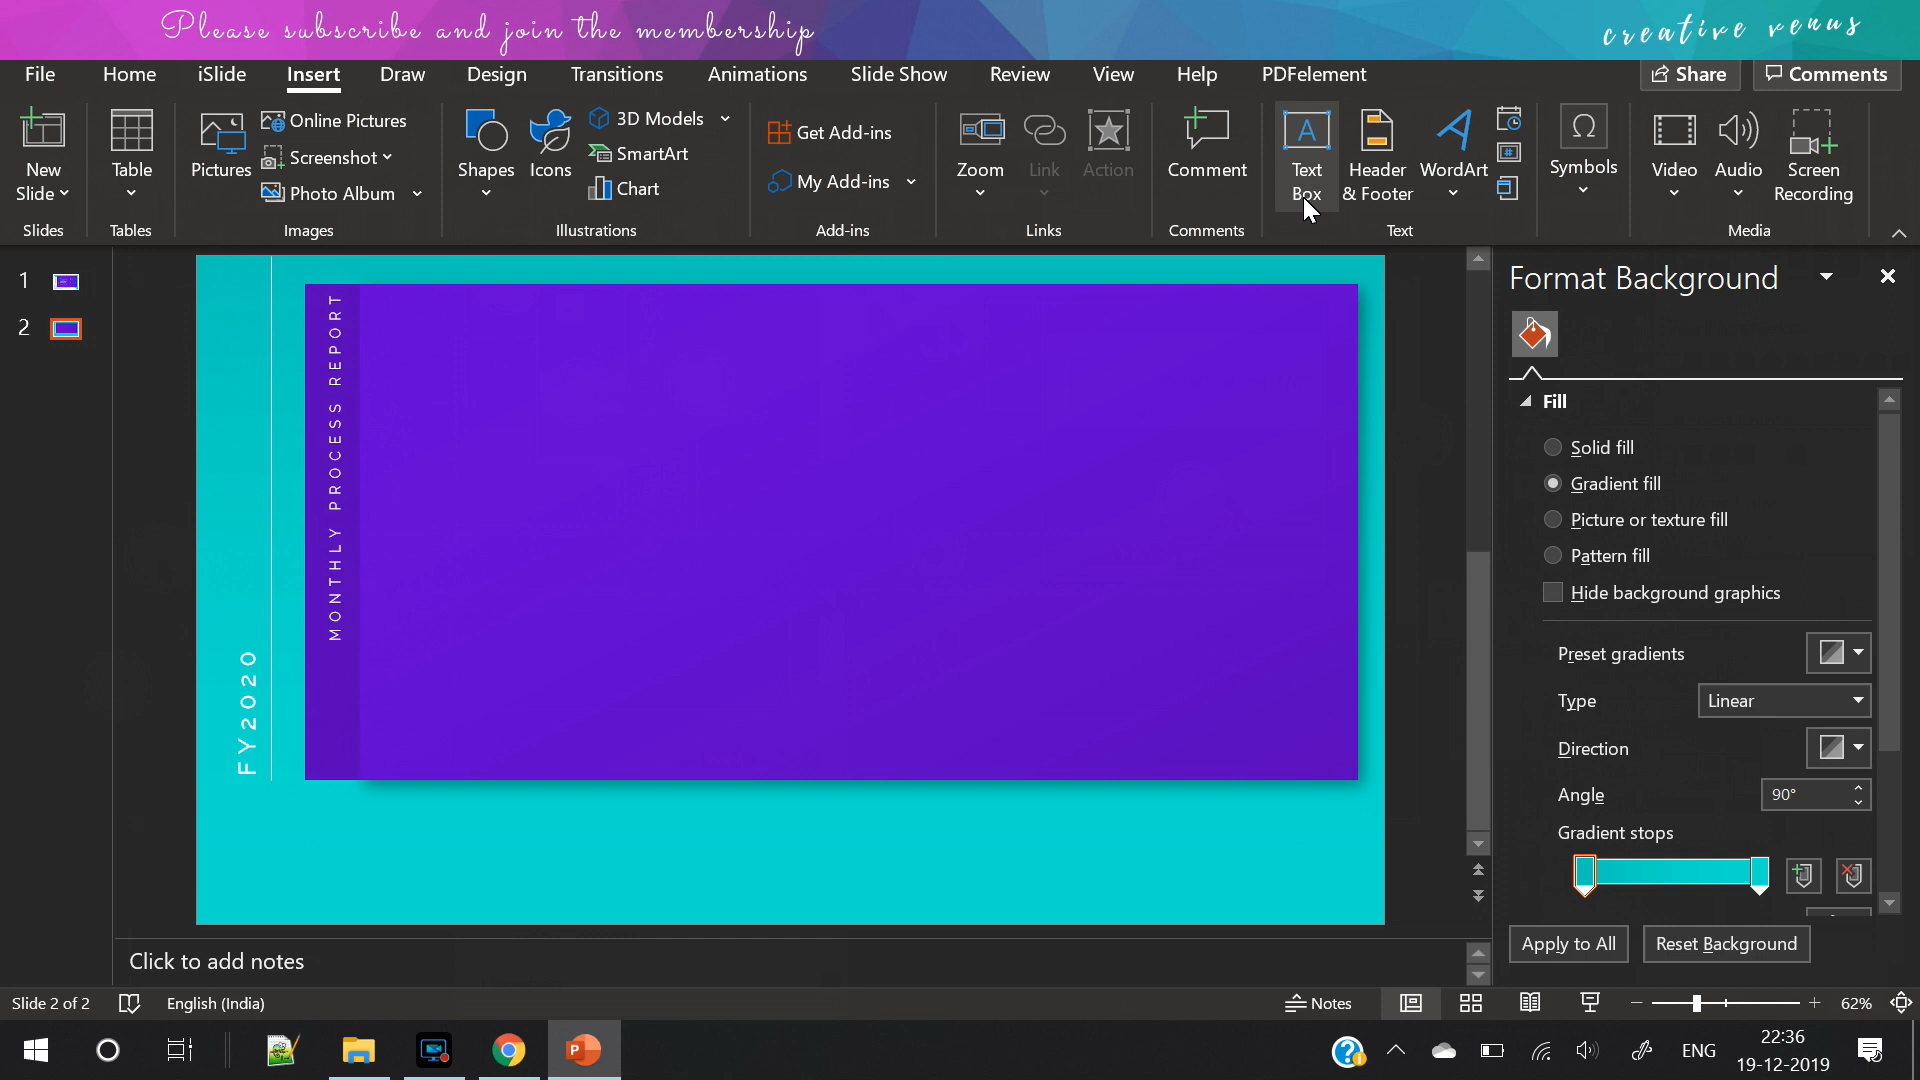 Please subscribe and join the membership
creative venus
File Home iSlide Insert Draw Design Transitions Animations Slide Show Review View Help PDFelement Share Comments
New Slide
Table
Pictures
Online Pictures
Screenshot
Photo Album
Shapes
Icons
3D Models
SmartArt
Chart
Get Add-ins
My Add-ins
Zoom
Link
Action
Comment
A
Text Box
Header & Footer
WordArt
Ω
Symbols
Video
Audio
Screen Recording
Slides Tables Images Illustrations Add-ins Links Comments Text Media
1
2
FY2020
MONTHLY PROCESS REPORT
Format Background
Fill
Solid fill
Gradient fill
Picture or texture fill
Pattern fill
Hide background graphics
Preset gradients
Type Linear
Direction
Angle 90°
Gradient stops
Apply to All Reset Background
Click to add notes
Slide 2 of 2 English (India) Notes 62%
ENG
22:36
19-12-2019